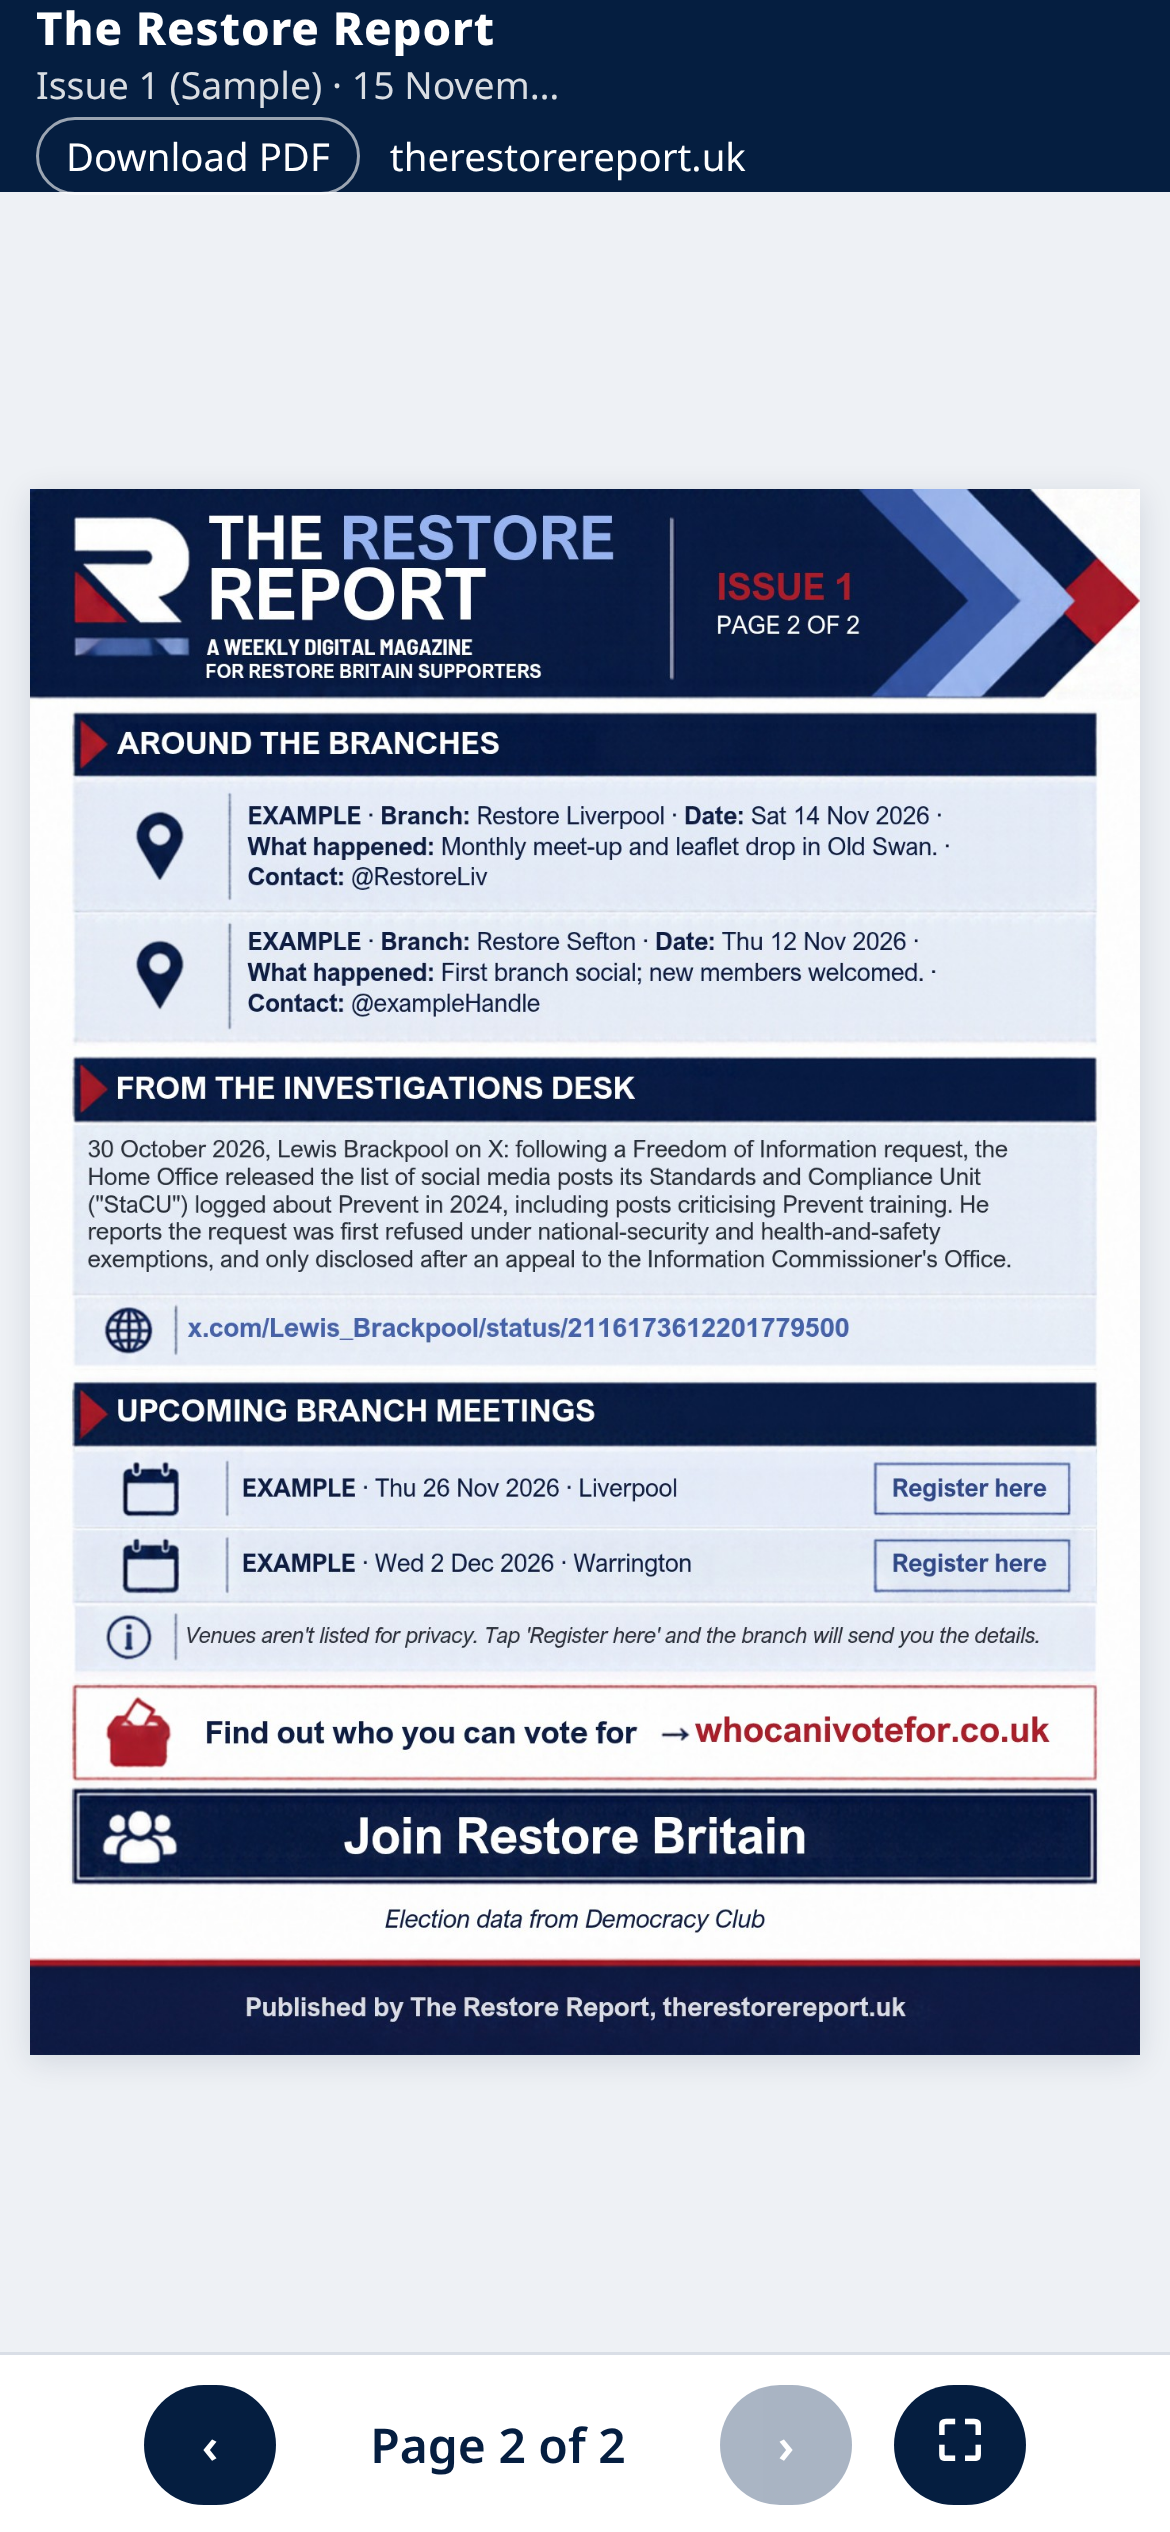 The Restore Report
Issue 1 (Sample) · 15 Novem...
Download PDF therestorereport.uk
THE RESTORE
REPORT
A WEEKLY DIGITAL MAGAZINE
FOR RESTORE BRITAIN SUPPORTERS
ISSUE 1
PAGE 2 OF 2
AROUND THE BRANCHES
EXAMPLE · Branch: Restore Liverpool · Date: Sat 14 Nov 2026 ·
What happened: Monthly meet-up and leaflet drop in Old Swan. ·
Contact: @RestoreLiv
EXAMPLE · Branch: Restore Sefton · Date: Thu 12 Nov 2026 ·
What happened: First branch social; new members welcomed. ·
Contact: @exampleHandle
FROM THE INVESTIGATIONS DESK
30 October 2026, Lewis Brackpool on X: following a Freedom of Information request, the
Home Office released the list of social media posts its Standards and Compliance Unit
("StaCU") logged about Prevent in 2024, including posts criticising Prevent training. He
reports the request was first refused under national-security and health-and-safety
exemptions, and only disclosed after an appeal to the Information Commissioner's Office.
x.com/Lewis_Brackpool/status/2116173612201779500
UPCOMING BRANCH MEETINGS
EXAMPLE · Thu 26 Nov 2026 · Liverpool Register here
EXAMPLE · Wed 2 Dec 2026 · Warrington Register here
Venues aren't listed for privacy. Tap 'Register here' and the branch will send you the details.
Find out who you can vote for → whocanivotefor.co.uk
Join Restore Britain
Election data from Democracy Club
Published by The Restore Report, therestorereport.uk
‹ Page 2 of 2 ›